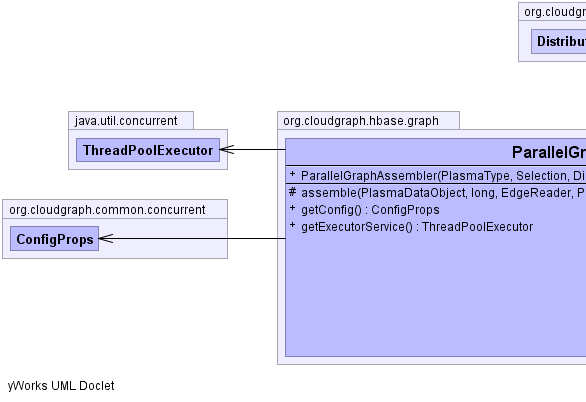 org.cloudgra
Distribut
java.util.concurrent
ThreadPoolExecutor
org.cloudgraph.hbase.graph
ParallelGr
+ ParallelGraphAssembler(PlasmaType, Selection, Di
# assemble(PlasmaDataObject, long, EdgeReader, P
+ getConfig() : ConfigProps
+ getExecutorService() : ThreadPoolExecutor
org.cloudgraph.common.concurrent
ConfigProps
yWorks UML Doclet